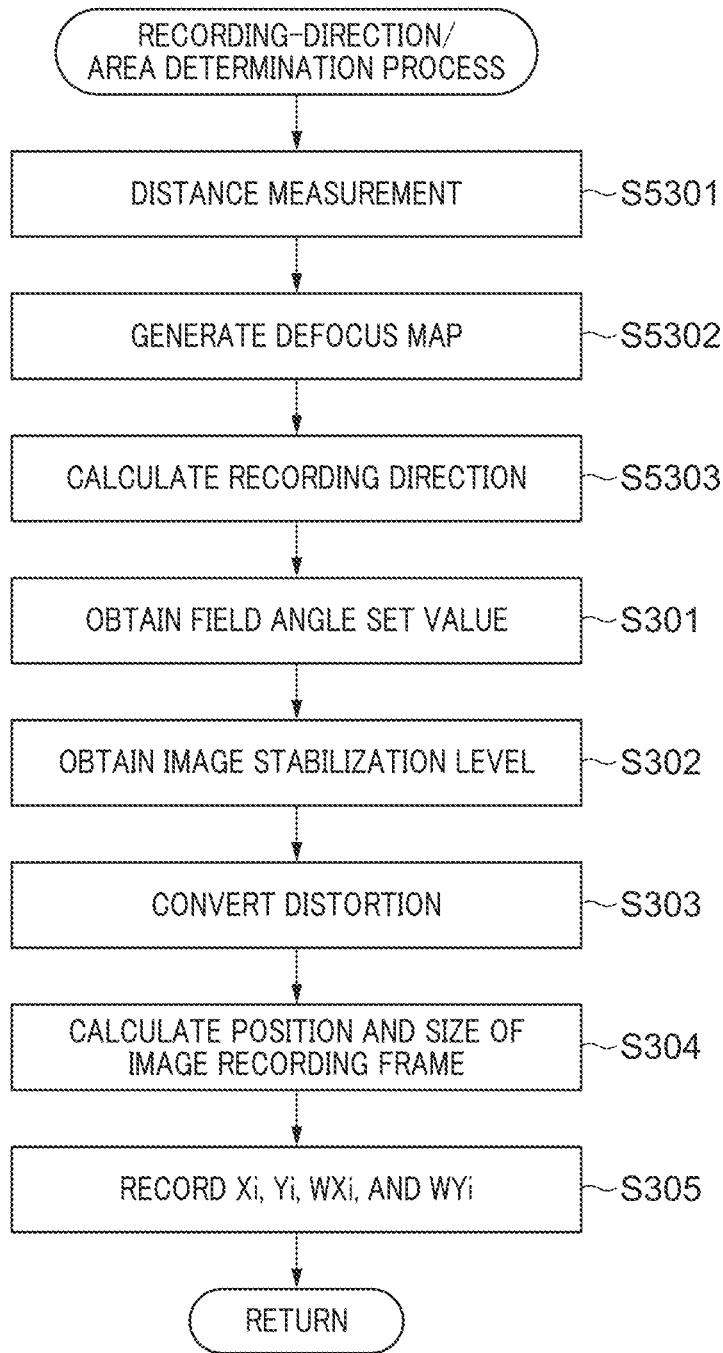 RECORDING-DIRECTION/
AREA DETERMINATION PROCESS
DISTANCE MEASUREMENT
S5301
GENERATE DEFOCUS MAP
S5302
CALCULATE RECORDING DIRECTION
S5303
OBTAIN FIELD ANGLE SET VALUE
S301
OBTAIN IMAGE STABILIZATION LEVEL
S302
CONVERT DISTORTION
S303
CALCULATE POSITION AND SIZE OF
IMAGE RECORDING FRAME
S304
RECORD Xi, Yi, WXi, AND WYi
S305
RETURN